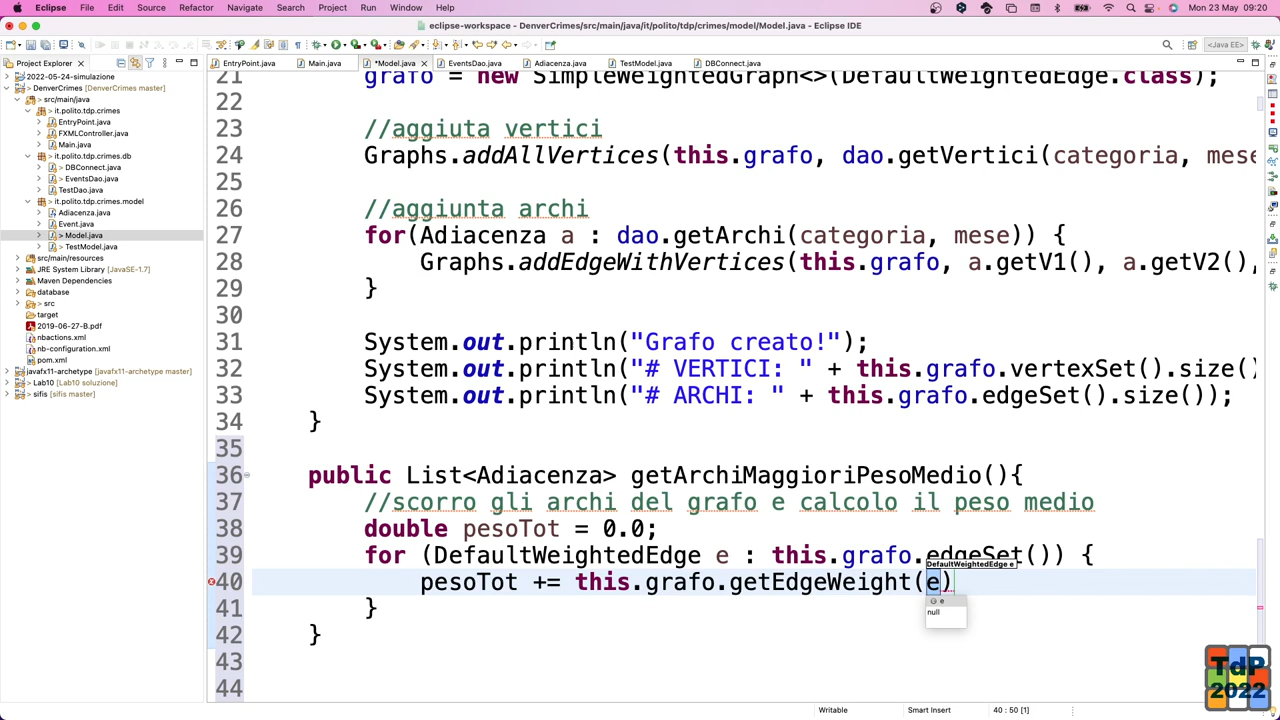 Eclipse File Edit Source Refactor Navigate Search Project Run Window Help Mon 23 May 09:20
eclipse-workspace - DenverCrimes/src/main/java/it/polito/tdp/crimes/model/Model.java - Eclipse IDE
<Java EE>
Project Explorer
EntryPoint.java Main.java *Model.java EventsDao.java Adiacenza.java TestModel.java DBConnect.java
2022-05-24-simulazione
DenverCrimes [DenverCrimes master]
> src/main/java
> it.polito.tdp.crimes
EntryPoint.java
FXMLController.java
Main.java
> it.polito.tdp.crimes.db
> DBConnect.java
> EventsDao.java
TestDao.java
> it.polito.tdp.crimes.model
Adiacenza.java
Event.java
> Model.java
> TestModel.java
src/main/resources
JRE System Library [JavaSE-1.7]
Maven Dependencies
database
> src
target
2019-06-27-B.pdf
nbactions.xml
nb-configuration.xml
pom.xml
javafx11-archetype [javafx11-archetype master]
Lab10 [Lab10 soluzione]
sifis [sifis master]
21 grafo = new SimpleWeightedGraph<>(DefaultWeightedEdge.class);
22
23 //aggiuta vertici
24 Graphs.addAllVertices(this.grafo, dao.getVertici(categoria, mese
25
26 //aggiunta archi
27 for(Adiacenza a : dao.getArchi(categoria, mese)) {
28 Graphs.addEdgeWithVertices(this.grafo, a.getV1(), a.getV2(),
29 }
30
31 System.out.println("Grafo creato!");
32 System.out.println("# VERTICI: " + this.grafo.vertexSet().size()
33 System.out.println("# ARCHI: " + this.grafo.edgeSet().size());
34 }
35
36 public List<Adiacenza> getArchiMaggioriPesoMedio(){
37 //scorro gli archi del grafo e calcolo il peso medio
38 double pesoTot = 0.0;
39 for (DefaultWeightedEdge e : this.grafo.edgeSet()) {
DefaultWeightedEdge e
40 pesoTot += this.grafo.getEdgeWeight(e)
e
null
41 }
42 }
43
44
Writable Smart Insert 40 : 50 [1]
TdP
2022